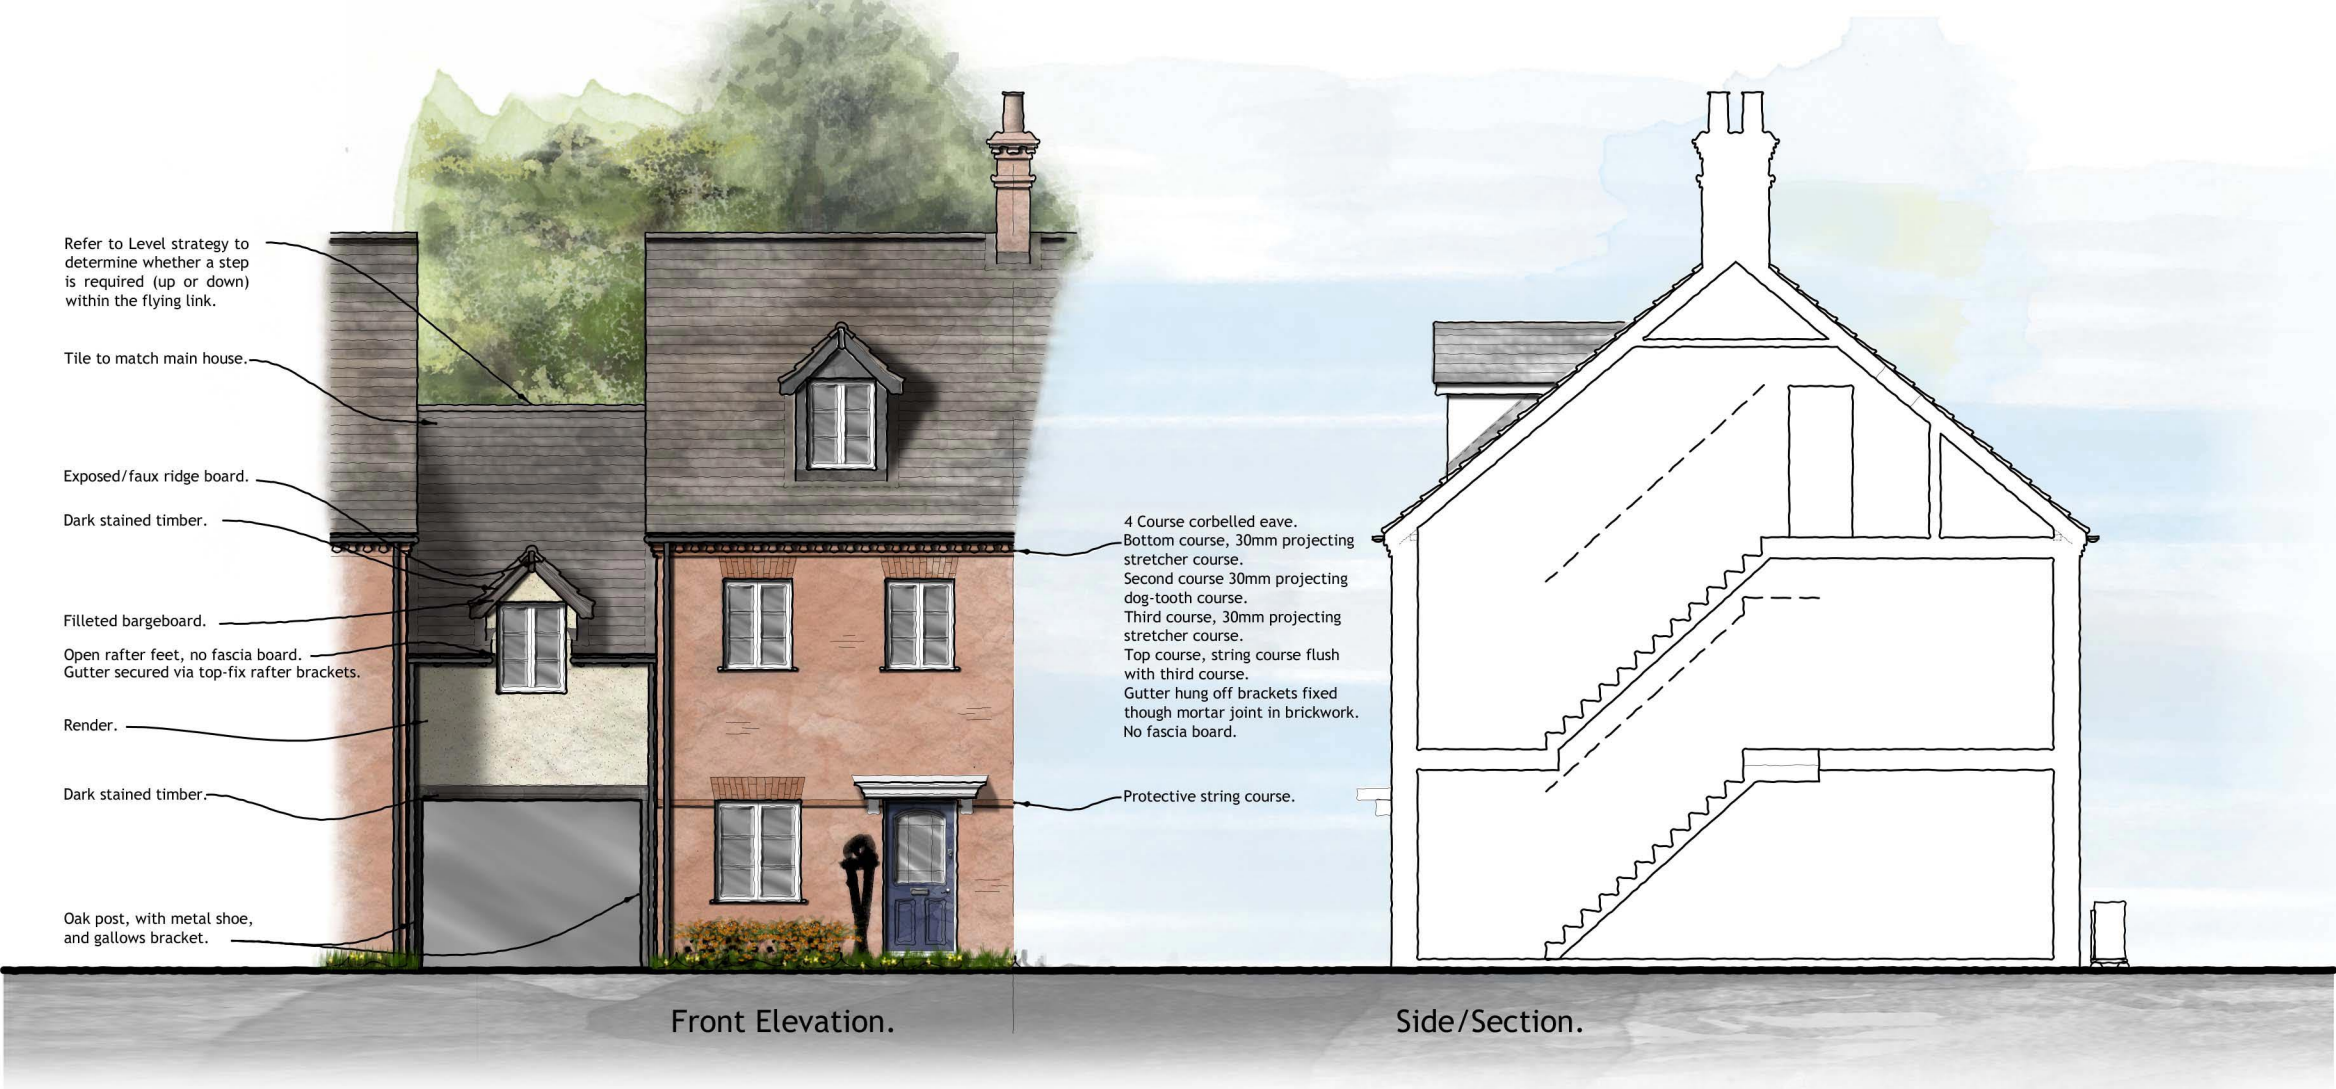 Refer to Level strategy to
determine whether a step
is required (up or down)
within the flying link.
Tile to match main house.
Exposed/faux ridge board.
Dark stained timber.
Filleted bargeboard.
Open rafter feet, no fascia board.
Gutter secured via top-fix rafter brackets.
Render.
Dark stained timber.
Oak post, with metal shoe,
and gallows bracket.
4 Course corbelled eave.
Bottom course, 30mm projecting
stretcher course.
Second course 30mm projecting
dog-tooth course.
Third course, 30mm projecting
stretcher course.
Top course, string course flush
with third course.
Gutter hung off brackets fixed
though mortar joint in brickwork.
No fascia board.
Protective string course.
Front Elevation.
Side/Section.